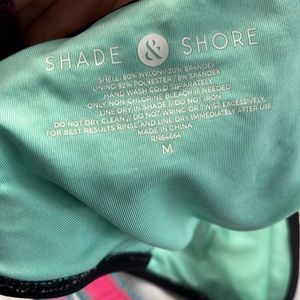 SHADE & SHORE
SHELL: 80% NYLON/20% SPANDEX
LINING 92% POLYESTER / 8% SPANDEX
HAND WASH COLD SEPARATELY
ONLY NON CHLORINE BLEACH IF NEEDED
LINE DRY IN SHADE // DO NOT IRON
DO NOT DRY CLEAN // DO NOT WRING OR TWIST EXCESSIVELY
FOR BEST RESULTS RINSE AND LINE DRY IMMEDIATELY AFTER USE
MADE IN CHINA
RN64664
M